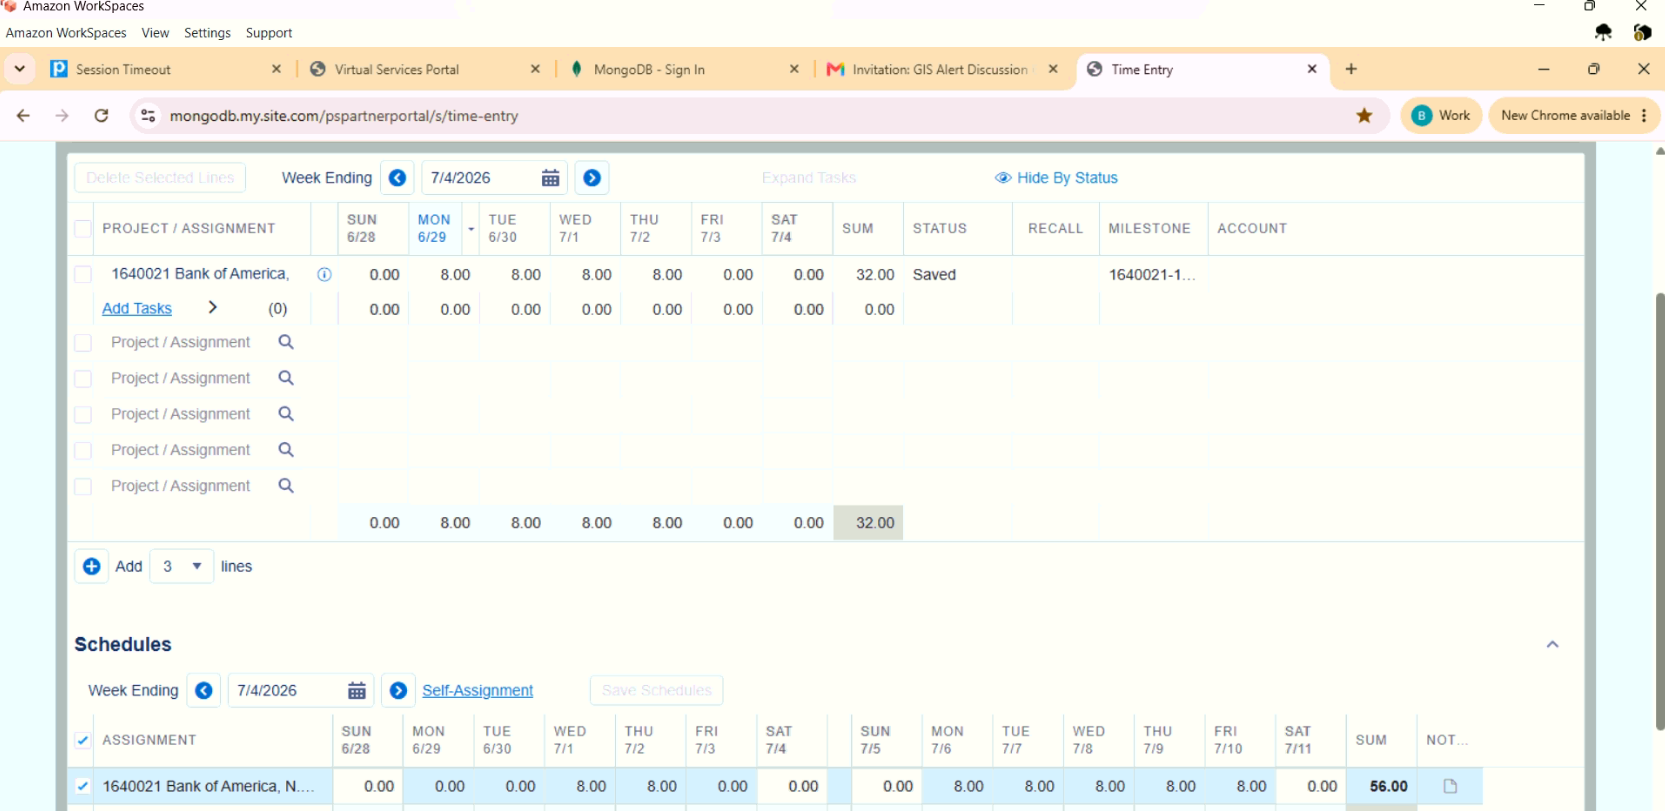 Amazon WorkSpaces
Amazon WorkSpaces View Settings Support
Session Timeout Virtual Services Portal MongoDB - Sign In Invitation: GIS Alert Discussion Time Entry
mongodb.my.site.com/pspartnerportal/s/time-entry B Work New Chrome available
Delete Selected Lines Week Ending 7/4/2026 Expand Tasks Hide By Status
PROJECT / ASSIGNMENT SUN 6/28 MON 6/29 TUE 6/30 WED 7/1 THU 7/2 FRI 7/3 SAT 7/4 SUM STATUS RECALL MILESTONE ACCOUNT
1640021 Bank of America, 0.00 8.00 8.00 8.00 8.00 0.00 0.00 32.00 Saved 1640021-1...
Add Tasks (0) 0.00 0.00 0.00 0.00 0.00 0.00 0.00 0.00
Project / Assignment
Project / Assignment
Project / Assignment
Project / Assignment
Project / Assignment
0.00 8.00 8.00 8.00 8.00 0.00 0.00 32.00
Add 3 lines
Schedules
Week Ending 7/4/2026 Self-Assignment Save Schedules
ASSIGNMENT SUN 6/28 MON 6/29 TUE 6/30 WED 7/1 THU 7/2 FRI 7/3 SAT 7/4 SUN 7/5 MON 7/6 TUE 7/7 WED 7/8 THU 7/9 FRI 7/10 SAT 7/11 SUM NOT...
1640021 Bank of America, N.... 0.00 0.00 0.00 8.00 8.00 0.00 0.00 0.00 8.00 8.00 8.00 8.00 8.00 0.00 56.00